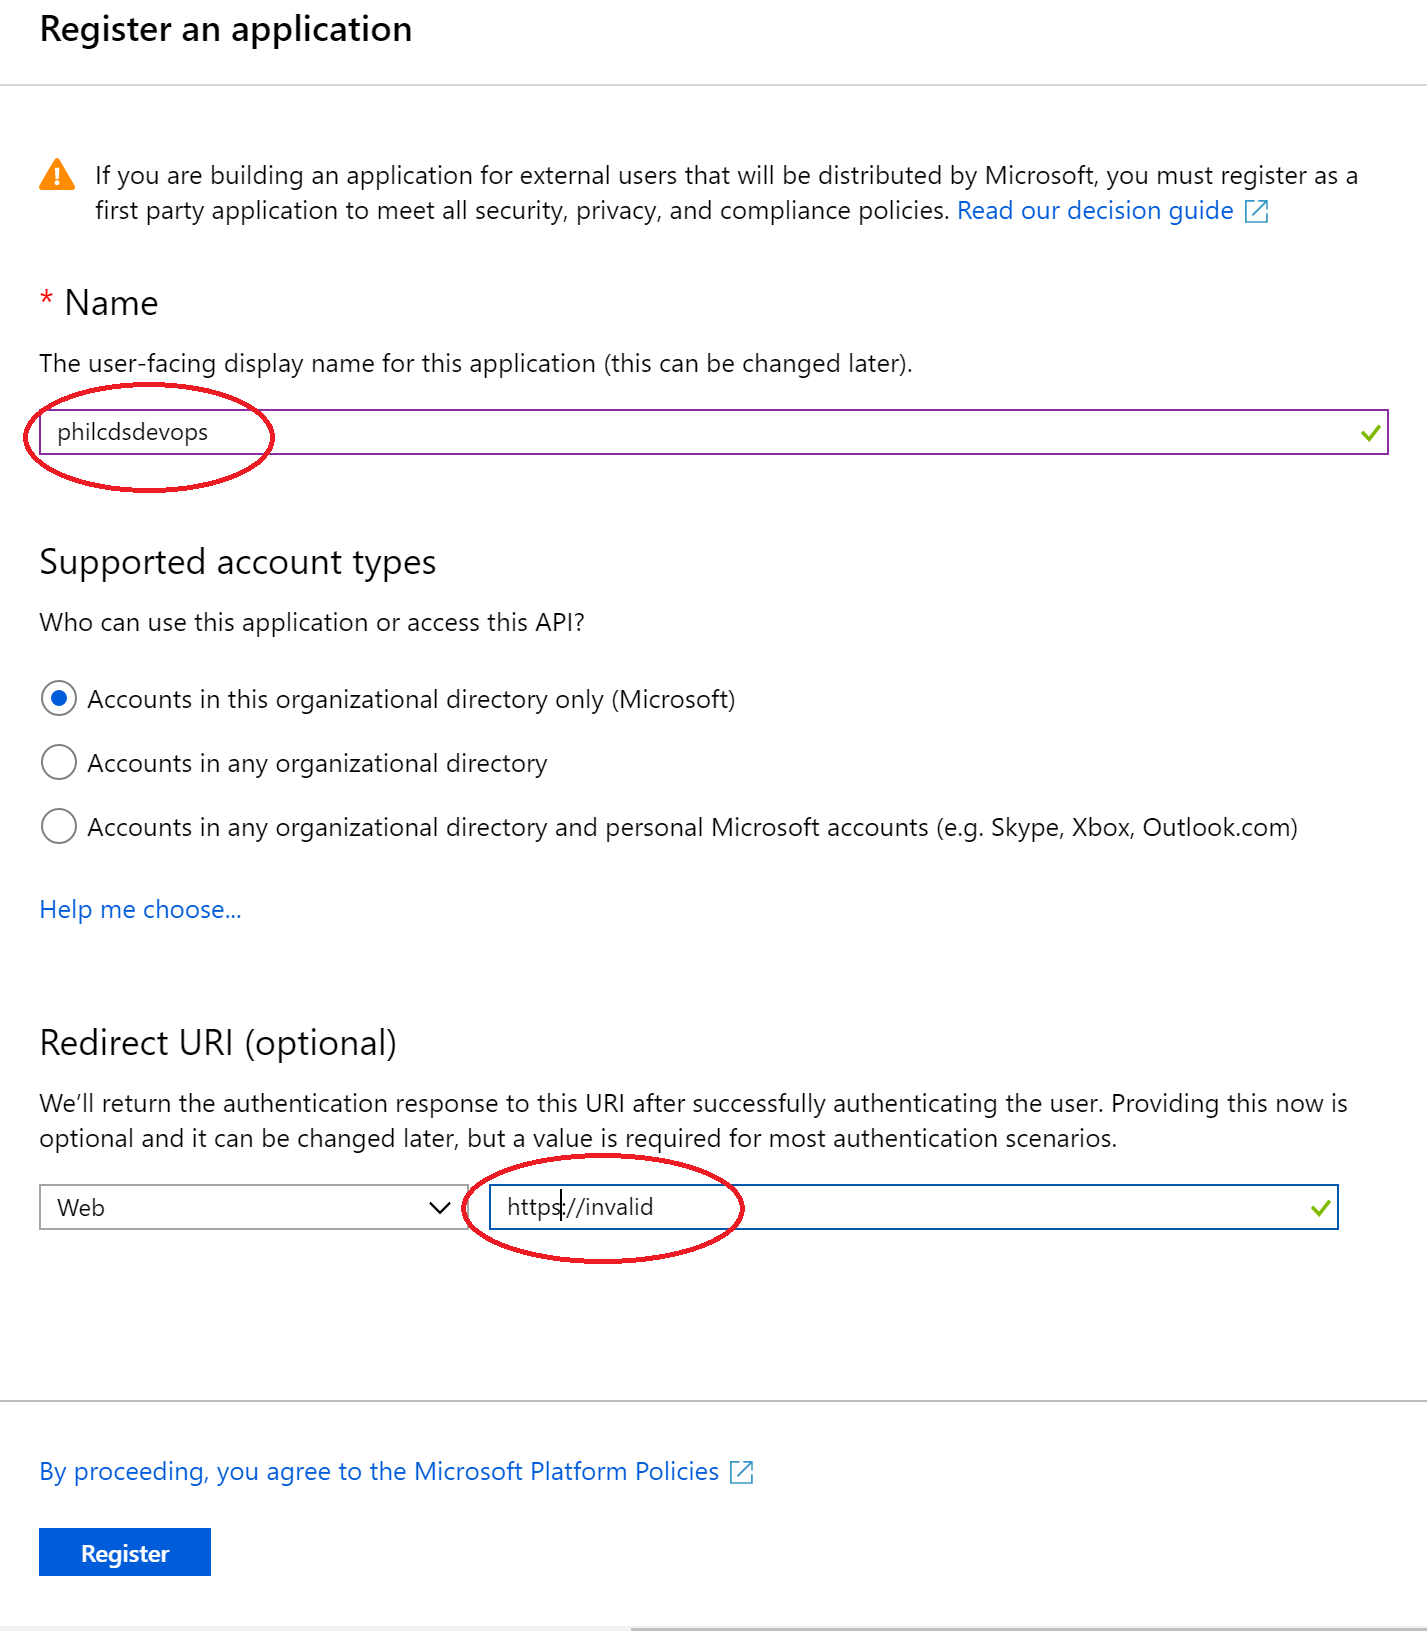 Register an application
If you are building an application for external users that will be distributed by Microsoft, you must register as a
first party application to meet all security, privacy, and compliance policies. Read our decision guide
* Name
The user-facing display name for this application (this can be changed later).
philcdsdevops
Supported account types
Who can use this application or access this API?
Accounts in this organizational directory only (Microsoft)
Accounts in any organizational directory
Accounts in any organizational directory and personal Microsoft accounts (e.g. Skype, Xbox, Outlook.com)
Help me choose...
Redirect URI (optional)
We’ll return the authentication response to this URI after successfully authenticating the user. Providing this now is
optional and it can be changed later, but a value is required for most authentication scenarios.
Web https://invalid
By proceeding, you agree to the Microsoft Platform Policies
Register